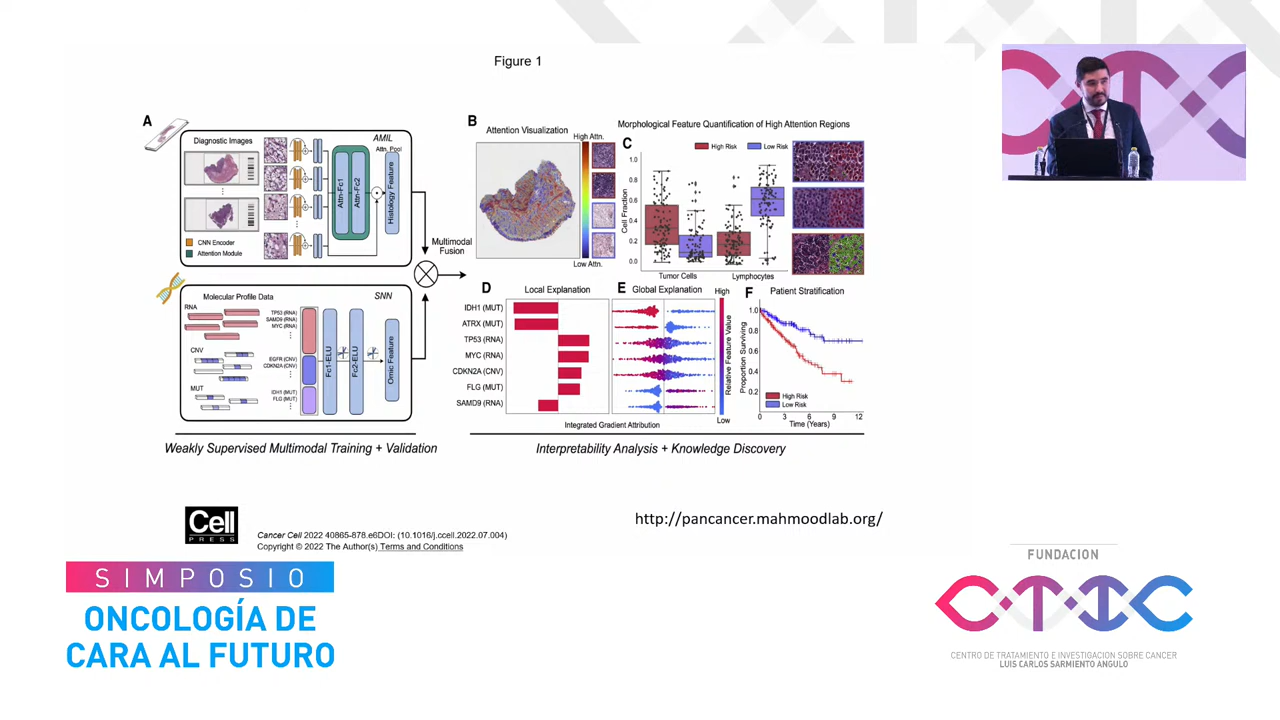 Figure 1
A
Diagnostic Images
AMIL
Attn. Pool
Attn-Fc1
Attn-Fc2
Histology Feature
CNN Encoder
Attention Module
Multimodal
Fusion
Molecular Profile Data
SNN
RNA
TP53 (RNA)
SAMD9 (RNA)
MYC (RNA)
CNV
EGFR (CNV)
CDKN2A (CNV)
MUT
IDH1 (MUT)
FLG (MUT)
Fc1-ELU
Fc2-ELU
Omic Feature
Weakly Supervised Multimodal Training + Validation
B
Attention Visualization
High Attn.
Low Attn.
Morphological Feature Quantification of High Attention Regions
C
High Risk
Low Risk
Cell Fraction
1.0
0.8
0.6
0.4
0.2
0.0
Tumor Cells
Lymphocytes
D
Local Explanation
IDH1 (MUT)
ATRX (MUT)
TP53 (RNA)
MYC (RNA)
CDKN2A (CNV)
FLG (MUT)
SAMD9 (RNA)
E
Global Explanation
High
Relative Feature Value
Low
Integrated Gradient Attribution
F
Patient Stratification
Proportion Surviving
1.0
0.8
0.6
0.4
0.2
High Risk
Low Risk
0
3
6
9
12
Time (Years)
Interpretability Analysis + Knowledge Discovery
Cell
PRESS
Cancer Cell 2022 40865-878.e6DOI: (10.1016/j.ccell.2022.07.004)
Copyright © 2022 The Author(s) Terms and Conditions
http://pancancer.mahmoodlab.org/
SIMPOSIO
ONCOLOGÍA DE
CARA AL FUTURO
FUNDACION
CTIC
CENTRO DE TRATAMIENTO E INVESTIGACION SOBRE CANCER
LUIS CARLOS SARMIENTO ANGULO